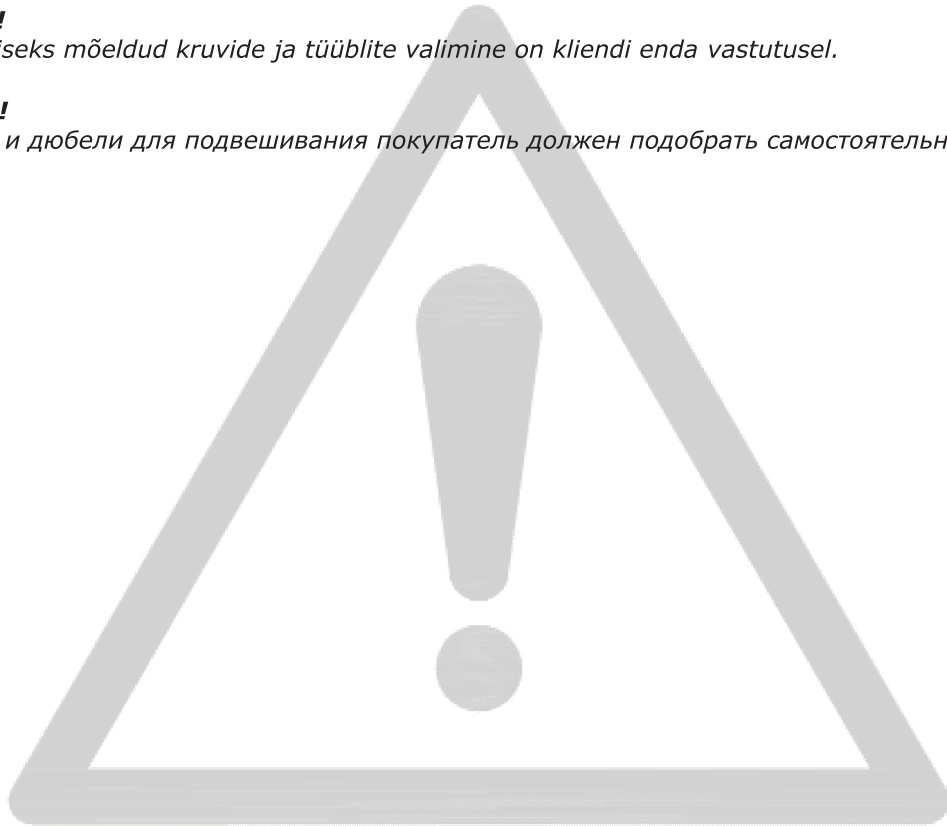 !
iseks mõeldud kruvide ja tüüblite valimine on kliendi enda vastutusel.
!
и дюбели для подвешивания покупатель должен подобрать самостоятельн